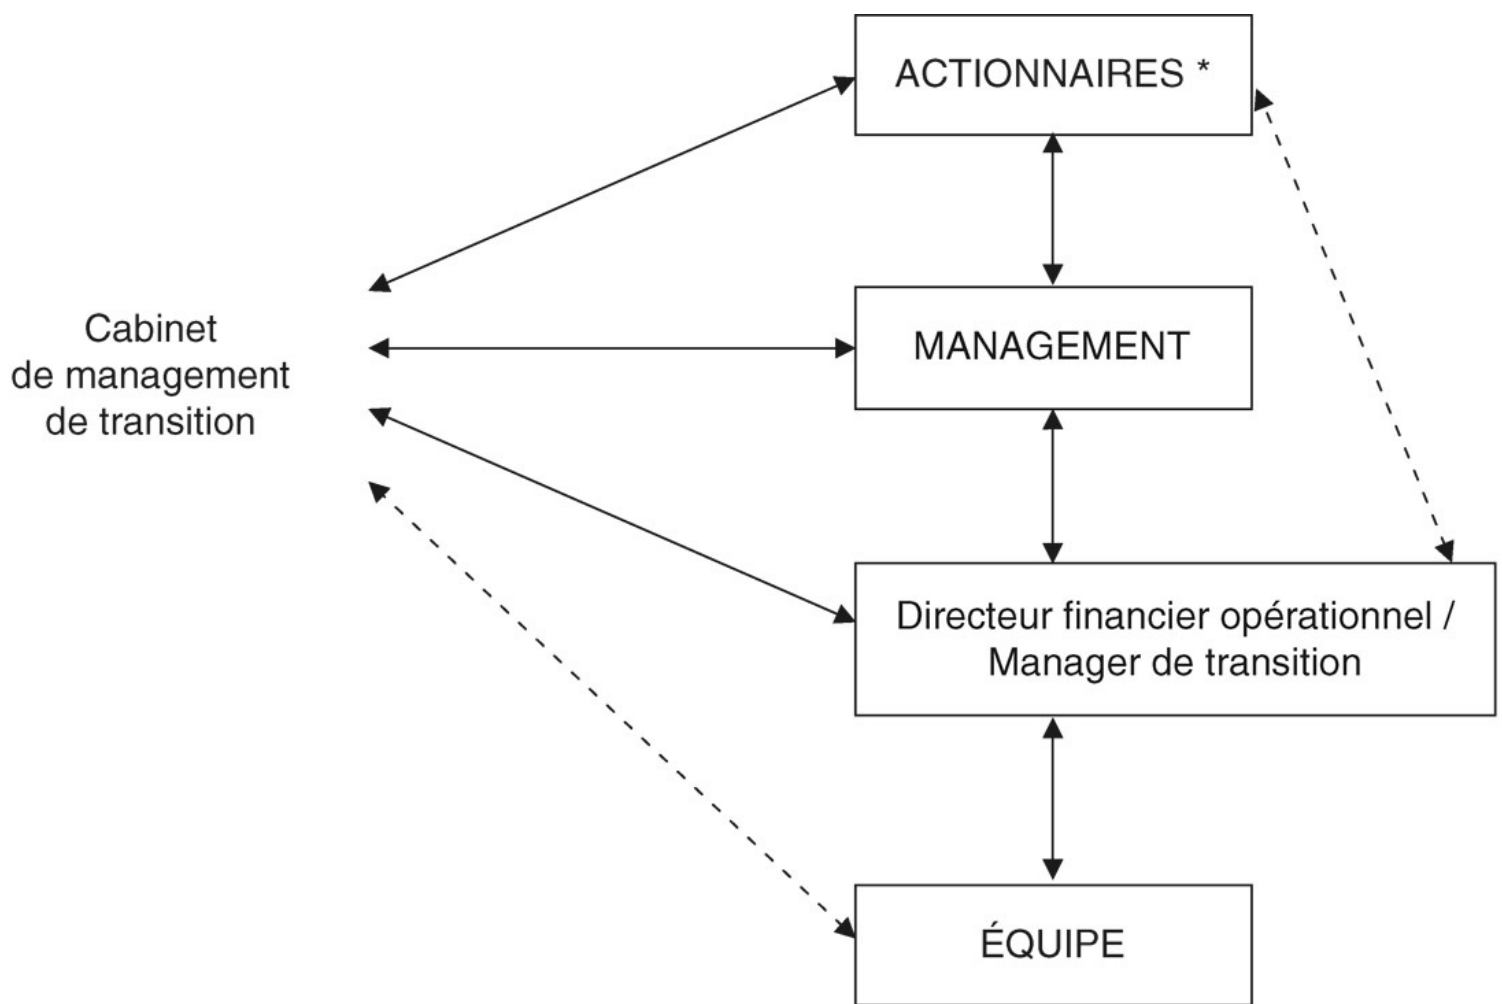 ACTIONNAIRES *
Cabinet
de management
de transition
MANAGEMENT
Directeur financier opérationnel /
Manager de transition
ÉQUIPE